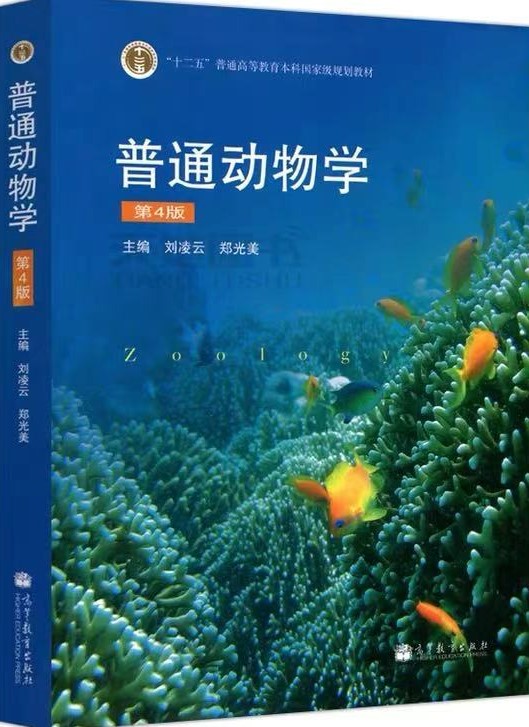 "十二五"普通高等教育本科国家级规划教材
普通动物学
第4版
主编 刘凌云 郑光美
Zoology
高等教育出版社
普通动物学
第4版
主编 刘凌云 郑光美
高等教育出版社
HIGHER EDUCATION PRESS